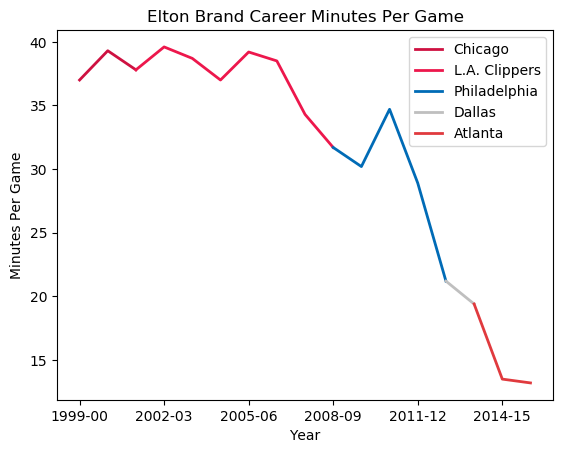 Elton Brand Career Minutes Per Game
40
35
30
25
20
15
Minutes Per Game
Chicago
L.A. Clippers
Philadelphia
Dallas
Atlanta
1999-00 2002-03 2005-06 2008-09 2011-12 2014-15
Year